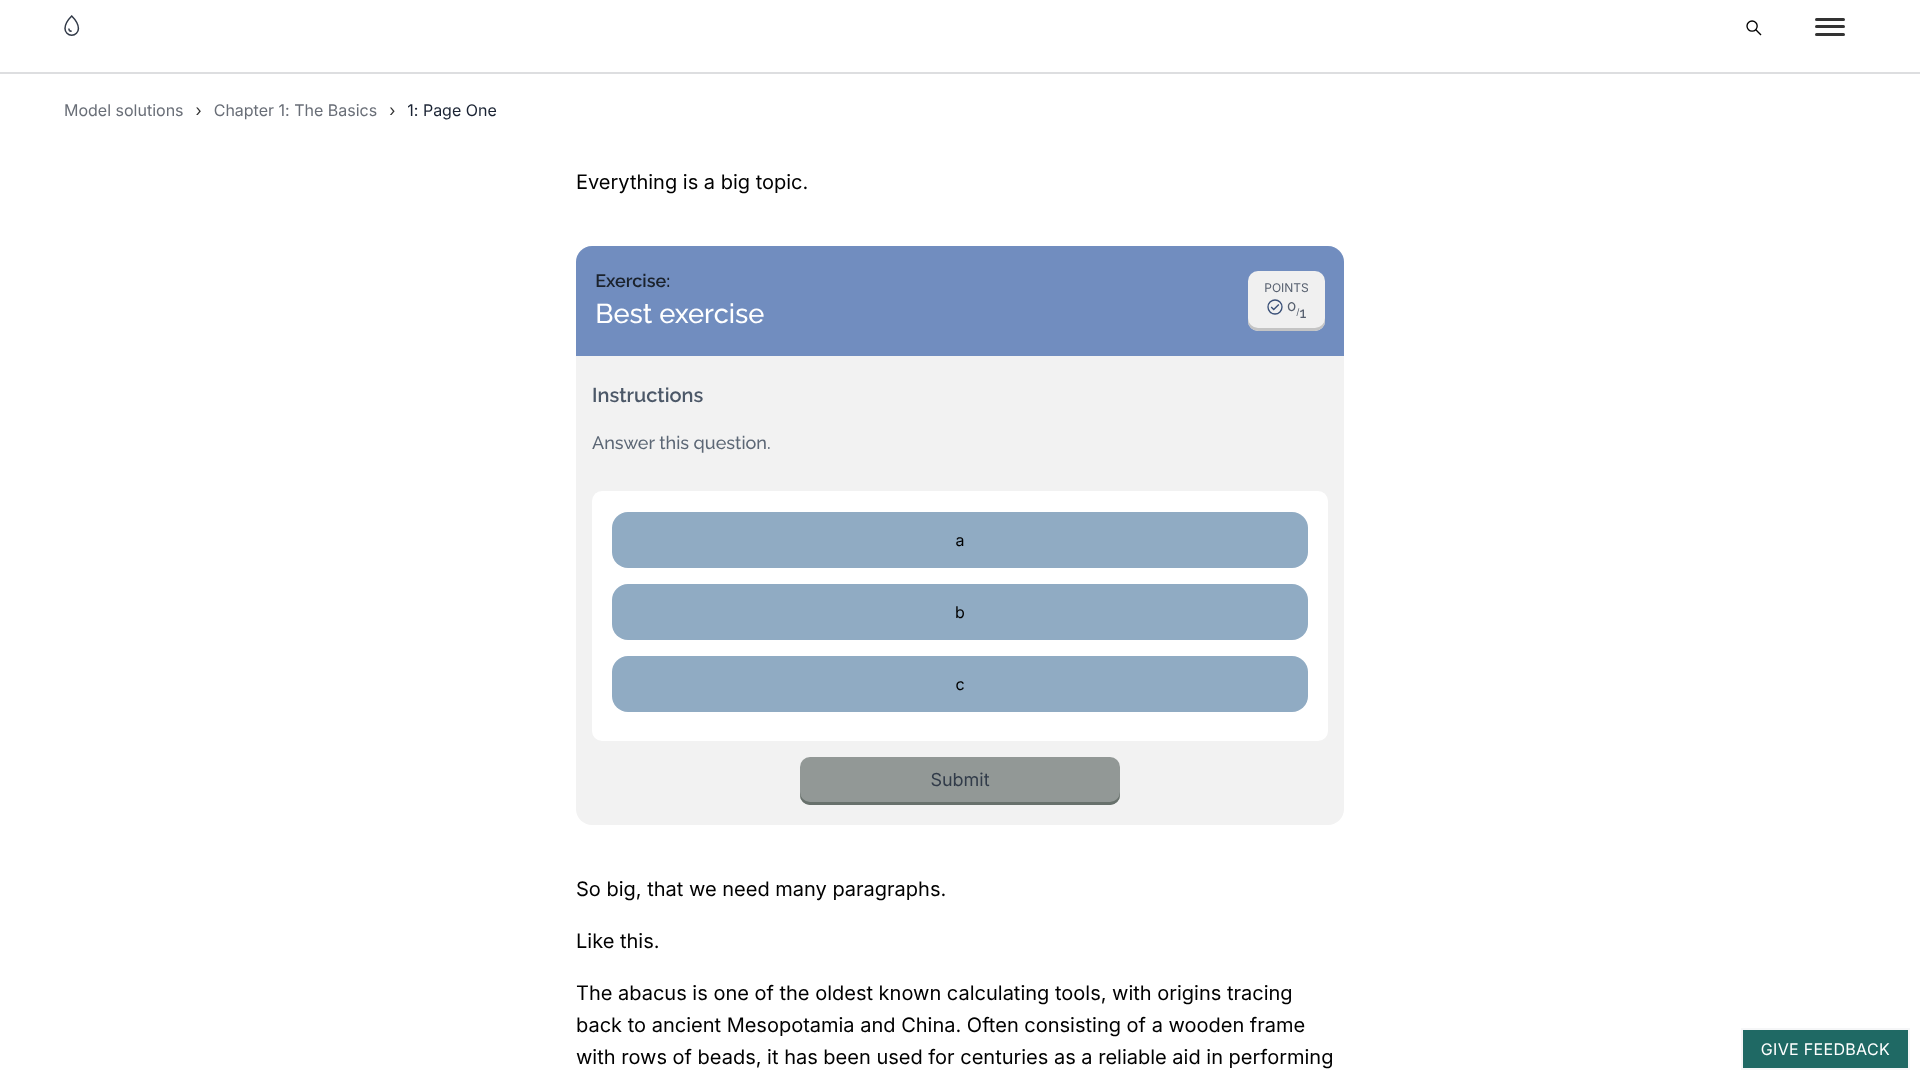 Model solutions › Chapter 1: The Basics › 1: Page One
Everything is a big topic.
Exercise:
Best exercise
POINTS
0/1
Instructions
Answer this question.
a
b
c
Submit
So big, that we need many paragraphs.
Like this.
The abacus is one of the oldest known calculating tools, with origins tracing
back to ancient Mesopotamia and China. Often consisting of a wooden frame
with rows of beads, it has been used for centuries as a reliable aid in performing
GIVE FEEDBACK